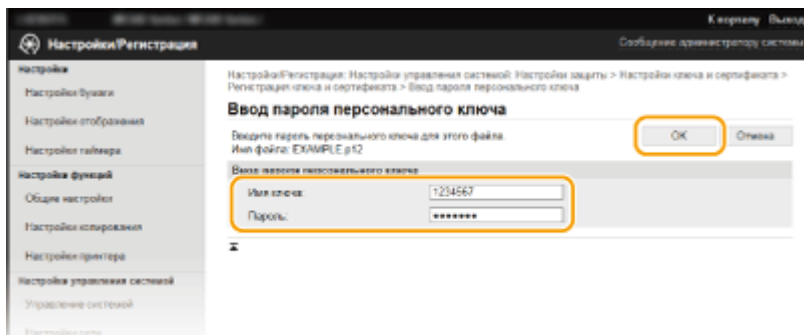 К порталу Выход
Настройки/Регистрация
Сообщение администратору системы
Настройка
Настройки бумаги
Настройки отображения
Настройки таймера
Настройки функций
Общие настройки
Настройки копирования
Настройки принтера
Настройки управления системой
Управление системой
Настройки/Регистрация: Настройки управления системой: Настройки защиты > Настройки ключа и сертификата >
Регистрация ключа и сертификата > Ввод пароля персонального ключа
Ввод пароля персонального ключа
Введите пароль персонального ключа для этого файла.
Имя файла: EXAMPLE.p12
OK
Отмена
Ввод пароля персонального ключа
Имя ключа: 1234567
Пароль: •••••••